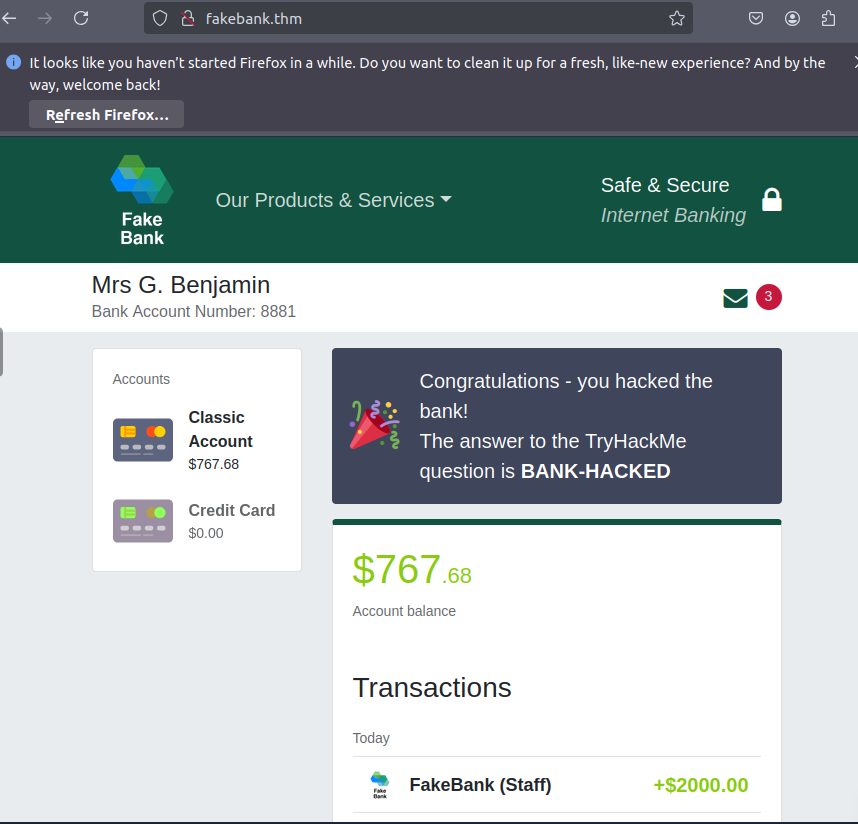 fakebank.thm
It looks like you haven't started Firefox in a while. Do you want to clean it up for a fresh, like-new experience? And by the
way, welcome back!
Refresh Firefox…
Fake
Bank
Our Products & Services
Safe & Secure
Internet Banking
Mrs G. Benjamin
Bank Account Number: 8881
3
Accounts
Classic
Account
$767.68
Credit Card
$0.00
Congratulations - you hacked the
bank!
The answer to the TryHackMe
question is BANK-HACKED
$767.68
Account balance
Transactions
Today
Fake
Bank
FakeBank (Staff)
+$2000.00